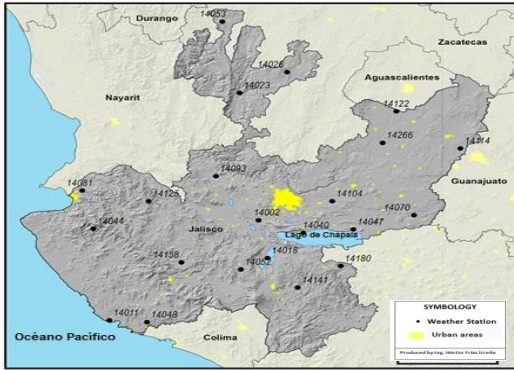 Durango
14053
Zacatecas
14026
14023
Aguascalientes
Nayarit
14122
14266
14114
Guanajuato
14093
14081
14125
14104
14070
14002
14044
Jalisco
14040
14047
Lago de Chapala
14018
14158
14052
14180
14141
14011
14048
Océano Pacífico
Colima
SYMBOLOGY
Weather Station
Urban areas
Produced by Ing. Héctor Frías Ureña